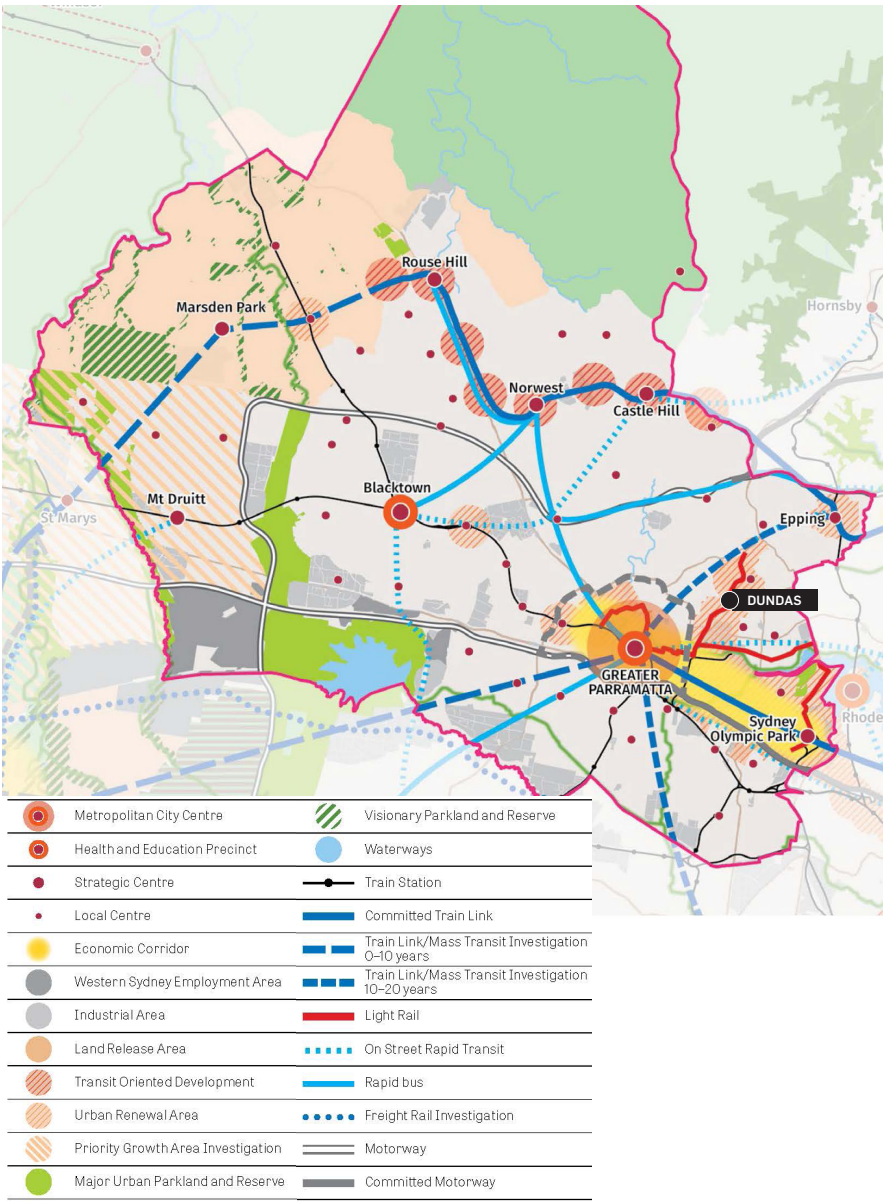 Rouse Hill
Marsden Park
Hornsby
Norwest
Castle Hill
Blacktown
Mt Druitt
St Marys
Epping
DUNDAS
GREATER
PARRAMATTA
Sydney
Olympic Park
Rhode
Metropolitan City Centre
Visionary Parkland and Reserve
Health and Education Precinct
Waterways
Strategic Centre
Train Station
Local Centre
Committed Train Link
Economic Corridor
Train Link/Mass Transit Investigation
0–10 years
Western Sydney Employment Area
Train Link/Mass Transit Investigation
10–20 years
Industrial Area
Light Rail
Land Release Area
On Street Rapid Transit
Transit Oriented Development
Rapid bus
Urban Renewal Area
Freight Rail Investigation
Priority Growth Area Investigation
Motorway
Major Urban Parkland and Reserve
Committed Motorway